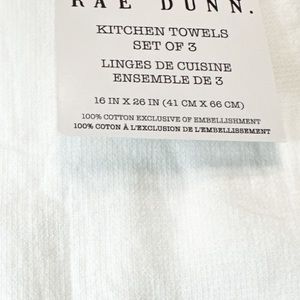 RAE DUNN.
KITCHEN TOWELS
SET OF 3
LINGES DE CUISINE
ENSEMBLE DE 3
16 IN X 26 IN (41 CM X 66 CM)
100% COTTON EXCLUSIVE OF EMBELLISHMENT
100% COTON À L'EXCLUSION DE L'EMBELLISSEMENT